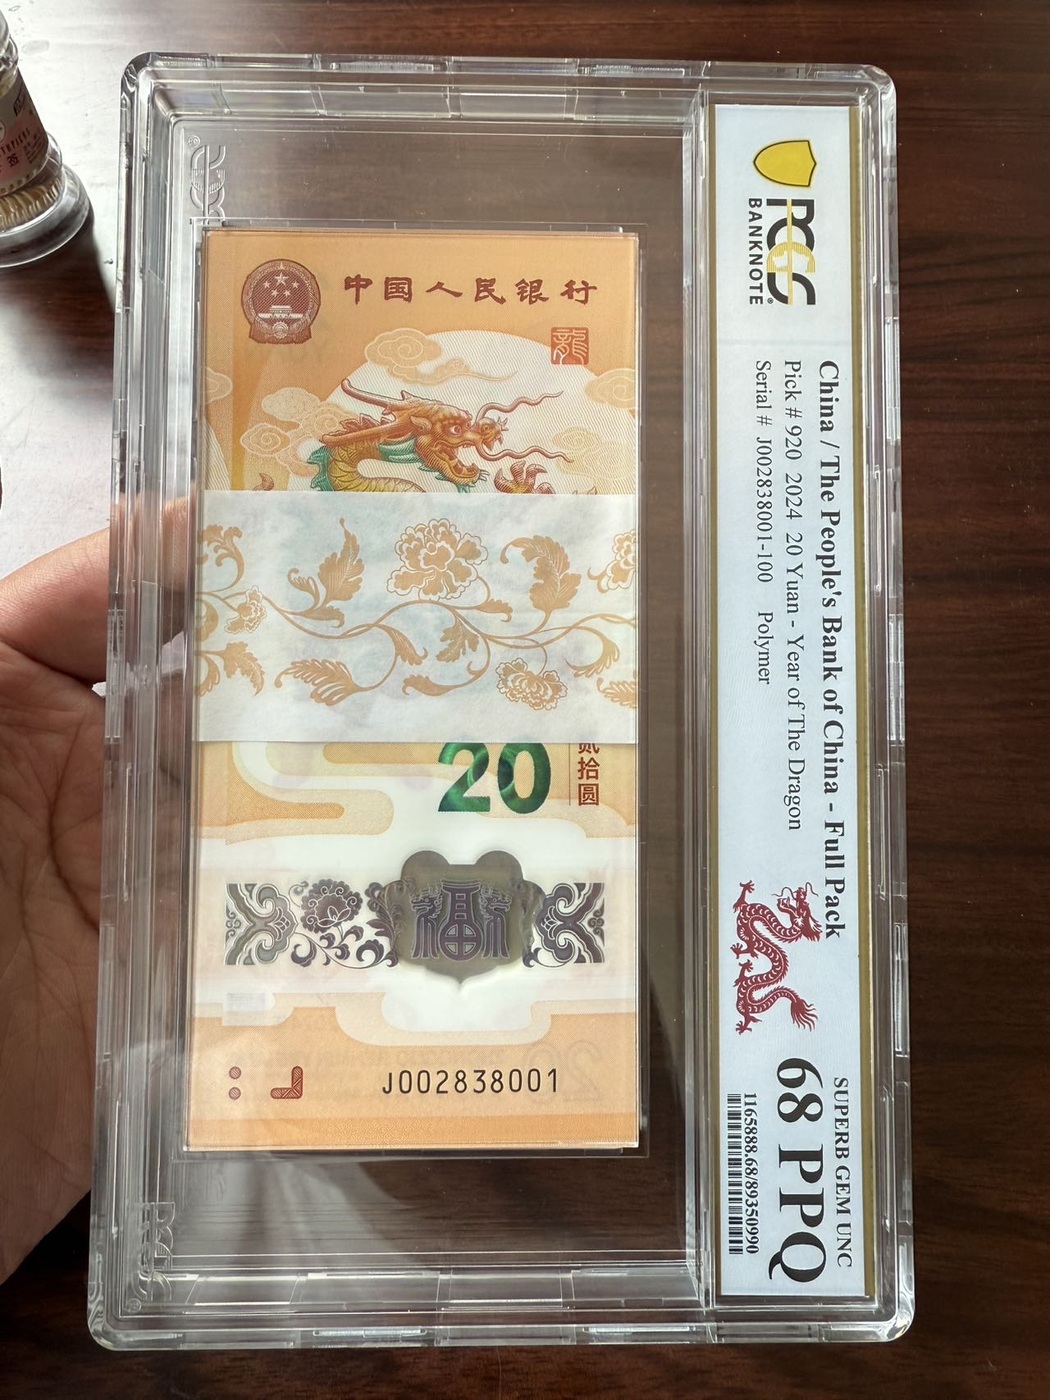 中国人民银行
龍
20
贰拾圆
福
J002838001
PCGS
BANKNOTE
China / The People's Bank of China - Full Pack
Pick # 920 2024 20 Yuan - Year of The Dragon
Serial # J002838001-100 Polymer
SUPERB GEM UNC
68 PPQ
1165888.68/89350990